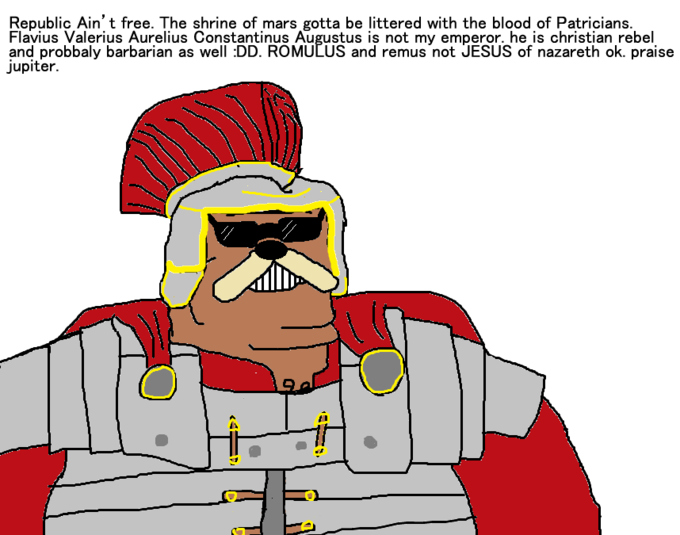 Republic Ain't free. The shrine of mars gotta be littered with the blood of Patricians.
Flavius Valerius Aurelius Constantinus Augustus is not my emperor. he is christian rebel
and probbaly barbarian as well :DD. ROMULUS and remus not JESUS of nazareth ok. praise
jupiter.